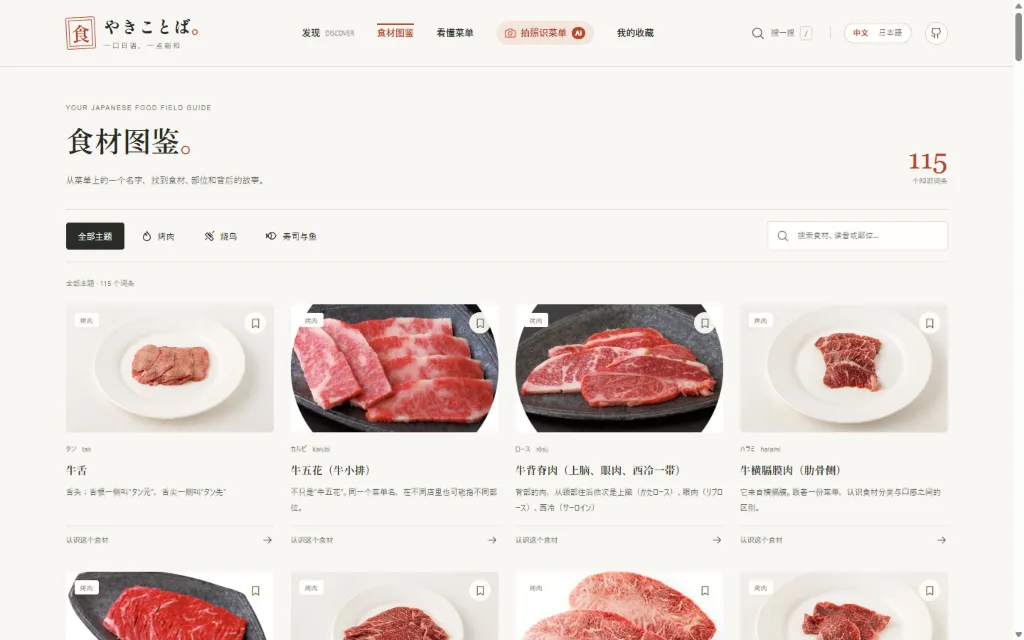 食
やきことば。
一口日语，一点新知
发现 DISCOVER
食材图鉴
看懂菜单
拍照识菜单 AI
我的收藏
搜一搜 /
中文 日本語
YOUR JAPANESE FOOD FIELD GUIDE
食材图鉴。
从菜单上的一个名字，找到食材、部位和背后的故事。
115
个知识词条
全部主题
烤肉
烧鸟
寿司与鱼
搜索食材、读音或部位...
全部主题 · 115 个词条
烤肉
タン tan
牛舌
舌头；舌根一侧叫“タン元”，舌尖一侧叫“タン先”
认识这个食材
烤肉
カルビ karubi
牛五花（牛小排）
不只是“牛五花”。同一个菜单名，在不同店里也可能指不同部位。
认识这个食材
烤肉
ロース rōsu
牛背脊肉（上脑、眼肉、西冷一带）
背部的肉，从颈部往后依次是上脑（かたロース）、眼肉（リブロース）、西冷（サーロイン）
认识这个食材
烤肉
ハラミ harami
牛横膈膜肉（肋骨侧）
它来自横膈膜。跟着一份菜单，认识食材分类与口感之间的区别。
认识这个食材
烤肉
烤肉
烤肉
烤肉